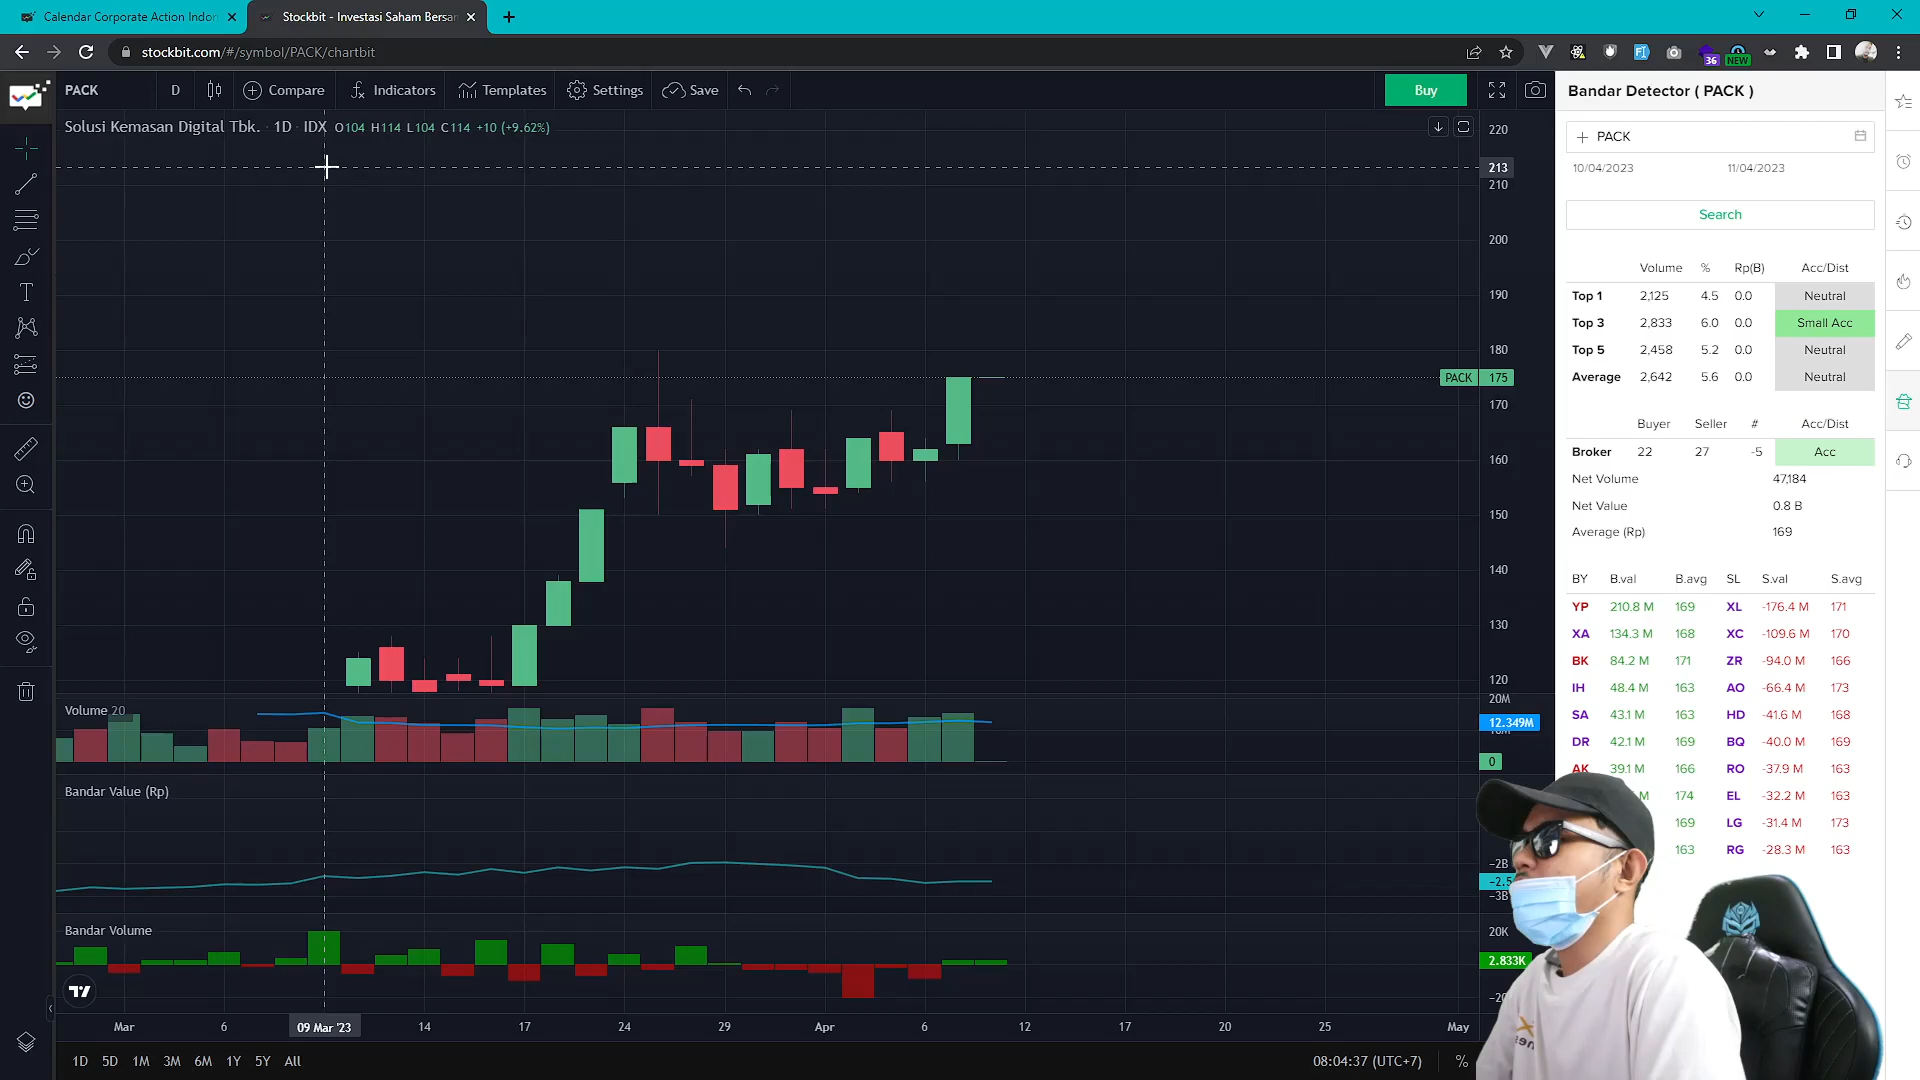 Calendar Corporate Action Indon
Stockbit - Investasi Saham Bersam
stockbit.com/#/symbol/PACK/chartbit
36
NEW
PACK
D
Compare
Indicators
Templates
Settings
Save
Buy
Solusi Kemasan Digital Tbk. · 1D · IDX O104 H114 L104 C114 +10 (+9.62%)
220
213
210
200
190
180
PACK 175
170
160
150
140
130
120
Volume 20
20M
12.349M
0
Bandar Value (Rp)
-2B
-3B
Bandar Volume
20K
2.833K
Mar 6 09 Mar '23 14 17 24 29 Apr 6 12 17 20 25 May
1D 5D 1M 3M 6M 1Y 5Y All
08:04:37 (UTC+7) %
Bandar Detector ( PACK )
PACK
10/04/2023 11/04/2023
Search
Volume % Rp(B) Acc/Dist
Top 1 2,125 4.5 0.0 Neutral
Top 3 2,833 6.0 0.0 Small Acc
Top 5 2,458 5.2 0.0 Neutral
Average 2,642 5.6 0.0 Neutral
Buyer Seller # Acc/Dist
Broker 22 27 -5 Acc
Net Volume 47,184
Net Value 0.8 B
Average (Rp) 169
BY B.val B.avg SL S.val S.avg
YP 210.8 M 169 XL -176.4 M 171
XA 134.3 M 168 XC -109.6 M 170
BK 84.2 M 171 ZR -94.0 M 166
IH 48.4 M 163 AO -66.4 M 173
SA 43.1 M 163 HD -41.6 M 168
DR 42.1 M 169 BQ -40.0 M 169
AK 39.1 M 166 RO -37.9 M 163
M 174 EL -32.2 M 163
169 LG -31.4 M 173
163 RG -28.3 M 163